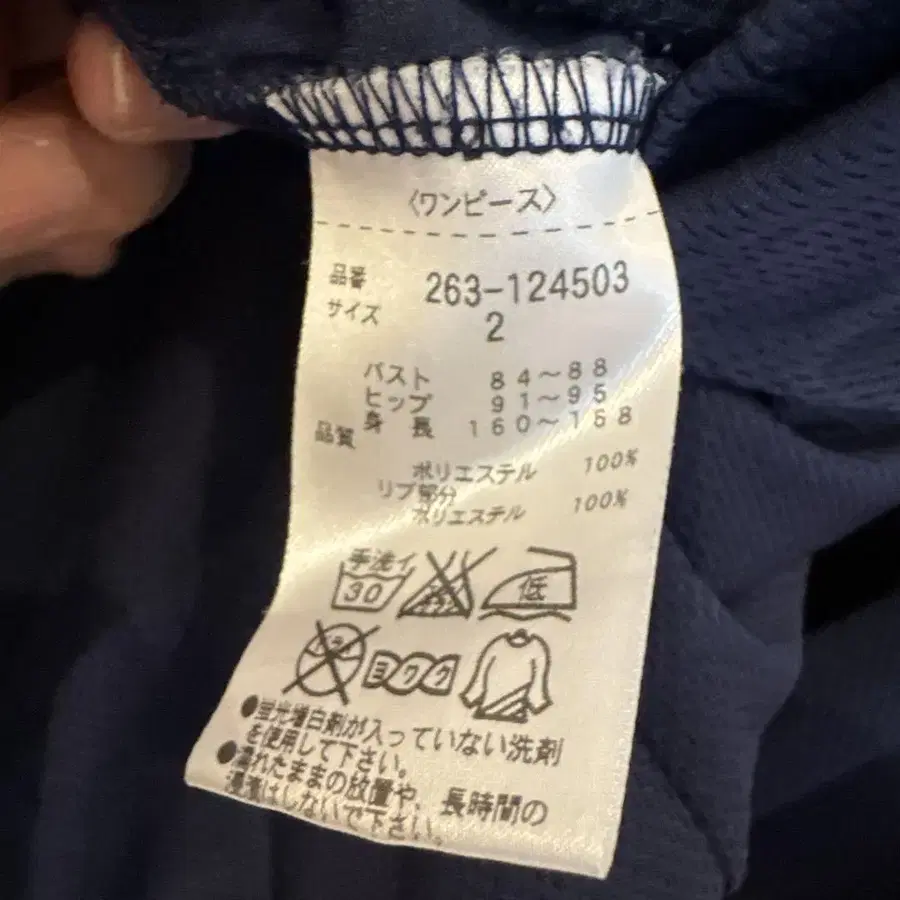 〈ワンピース〉
品番 263-124503
サイズ 2
バスト 84～88
ヒップ 91～95
身長 160～168
品質
ポリエステル 100%
リブ部分
ポリエステル 100%
手洗イ
30 低
ヨワク
●蛍光増白剤が入っていない洗剤
を使用して下さい。
●濡れたままの放置や、長時間の
浸漬はしないで下さい。